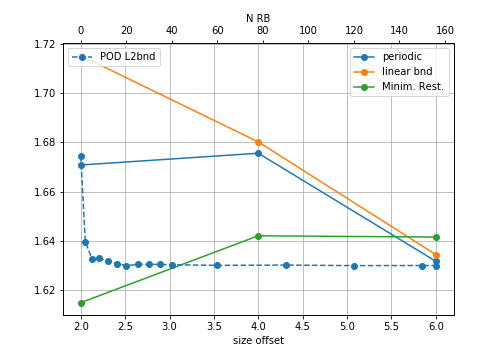 N RB
0 20 40 60 80 100 120 140 160
1.72
POD L2bnd
periodic
linear bnd
Minim. Rest.
1.70
1.68
1.66
1.64
1.62
2.0 2.5 3.0 3.5 4.0 4.5 5.0 5.5 6.0
size offset